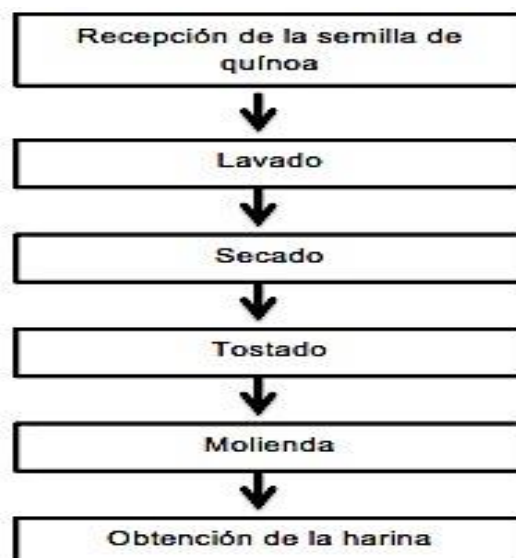 Recepción de la semilla de
quínoa
Lavado
Secado
Tostado
Molienda
Obtención de la harina